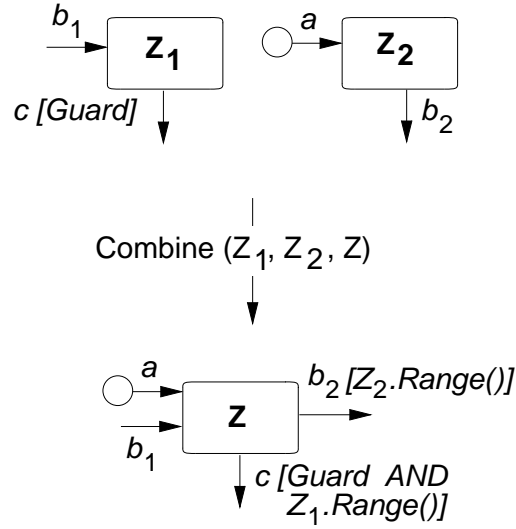 b1
Z1
c [Guard]
a
Z2
b2
Combine (Z1, Z2, Z)
a
b1
Z
b2 [Z2.Range()]
c [Guard AND
Z1.Range()]